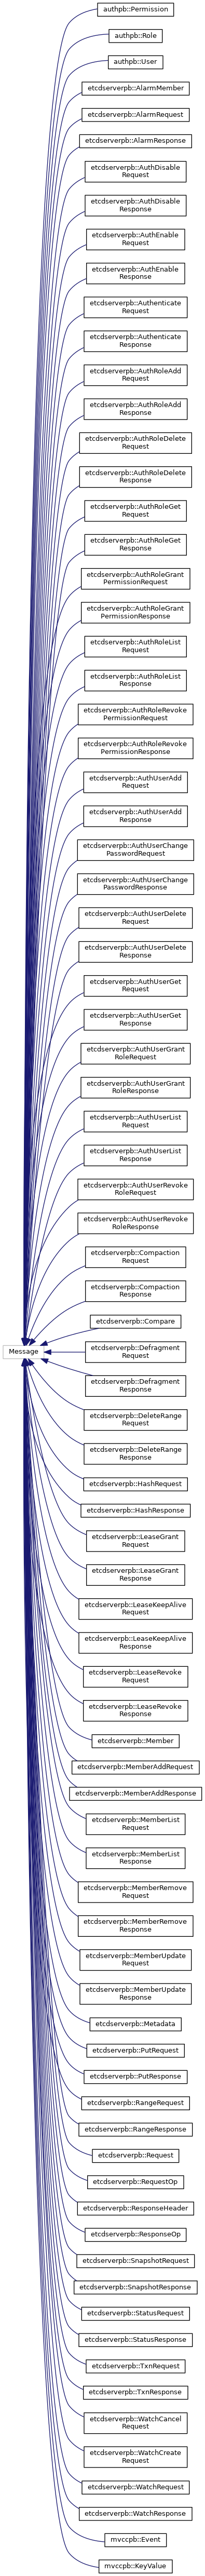 authpb::Permission
authpb::Role
authpb::User
etcdserverpb::AlarmMember
etcdserverpb::AlarmRequest
etcdserverpb::AlarmResponse
etcdserverpb::AuthDisable
Request
etcdserverpb::AuthDisable
Response
etcdserverpb::AuthEnable
Request
etcdserverpb::AuthEnable
Response
etcdserverpb::Authenticate
Request
etcdserverpb::Authenticate
Response
etcdserverpb::AuthRoleAdd
Request
etcdserverpb::AuthRoleAdd
Response
etcdserverpb::AuthRoleDelete
Request
etcdserverpb::AuthRoleDelete
Response
etcdserverpb::AuthRoleGet
Request
etcdserverpb::AuthRoleGet
Response
etcdserverpb::AuthRoleGrant
PermissionRequest
etcdserverpb::AuthRoleGrant
PermissionResponse
etcdserverpb::AuthRoleList
Request
etcdserverpb::AuthRoleList
Response
etcdserverpb::AuthRoleRevoke
PermissionRequest
etcdserverpb::AuthRoleRevoke
PermissionResponse
etcdserverpb::AuthUserAdd
Request
etcdserverpb::AuthUserAdd
Response
etcdserverpb::AuthUserChange
PasswordRequest
etcdserverpb::AuthUserChange
PasswordResponse
etcdserverpb::AuthUserDelete
Request
etcdserverpb::AuthUserDelete
Response
etcdserverpb::AuthUserGet
Request
etcdserverpb::AuthUserGet
Response
etcdserverpb::AuthUserGrant
RoleRequest
etcdserverpb::AuthUserGrant
RoleResponse
etcdserverpb::AuthUserList
Request
etcdserverpb::AuthUserList
Response
etcdserverpb::AuthUserRevoke
RoleRequest
etcdserverpb::AuthUserRevoke
RoleResponse
etcdserverpb::Compaction
Request
etcdserverpb::Compaction
Response
etcdserverpb::Compare
Message
etcdserverpb::Defragment
Request
etcdserverpb::Defragment
Response
etcdserverpb::DeleteRange
Request
etcdserverpb::DeleteRange
Response
etcdserverpb::HashRequest
etcdserverpb::HashResponse
etcdserverpb::LeaseGrant
Request
etcdserverpb::LeaseGrant
Response
etcdserverpb::LeaseKeepAlive
Request
etcdserverpb::LeaseKeepAlive
Response
etcdserverpb::LeaseRevoke
Request
etcdserverpb::LeaseRevoke
Response
etcdserverpb::Member
etcdserverpb::MemberAddRequest
etcdserverpb::MemberAddResponse
etcdserverpb::MemberList
Request
etcdserverpb::MemberList
Response
etcdserverpb::MemberRemove
Request
etcdserverpb::MemberRemove
Response
etcdserverpb::MemberUpdate
Request
etcdserverpb::MemberUpdate
Response
etcdserverpb::Metadata
etcdserverpb::PutRequest
etcdserverpb::PutResponse
etcdserverpb::RangeRequest
etcdserverpb::RangeResponse
etcdserverpb::Request
etcdserverpb::RequestOp
etcdserverpb::ResponseHeader
etcdserverpb::ResponseOp
etcdserverpb::SnapshotRequest
etcdserverpb::SnapshotResponse
etcdserverpb::StatusRequest
etcdserverpb::StatusResponse
etcdserverpb::TxnRequest
etcdserverpb::TxnResponse
etcdserverpb::WatchCancel
Request
etcdserverpb::WatchCreate
Request
etcdserverpb::WatchRequest
etcdserverpb::WatchResponse
mvccpb::Event
mvccpb::KeyValue